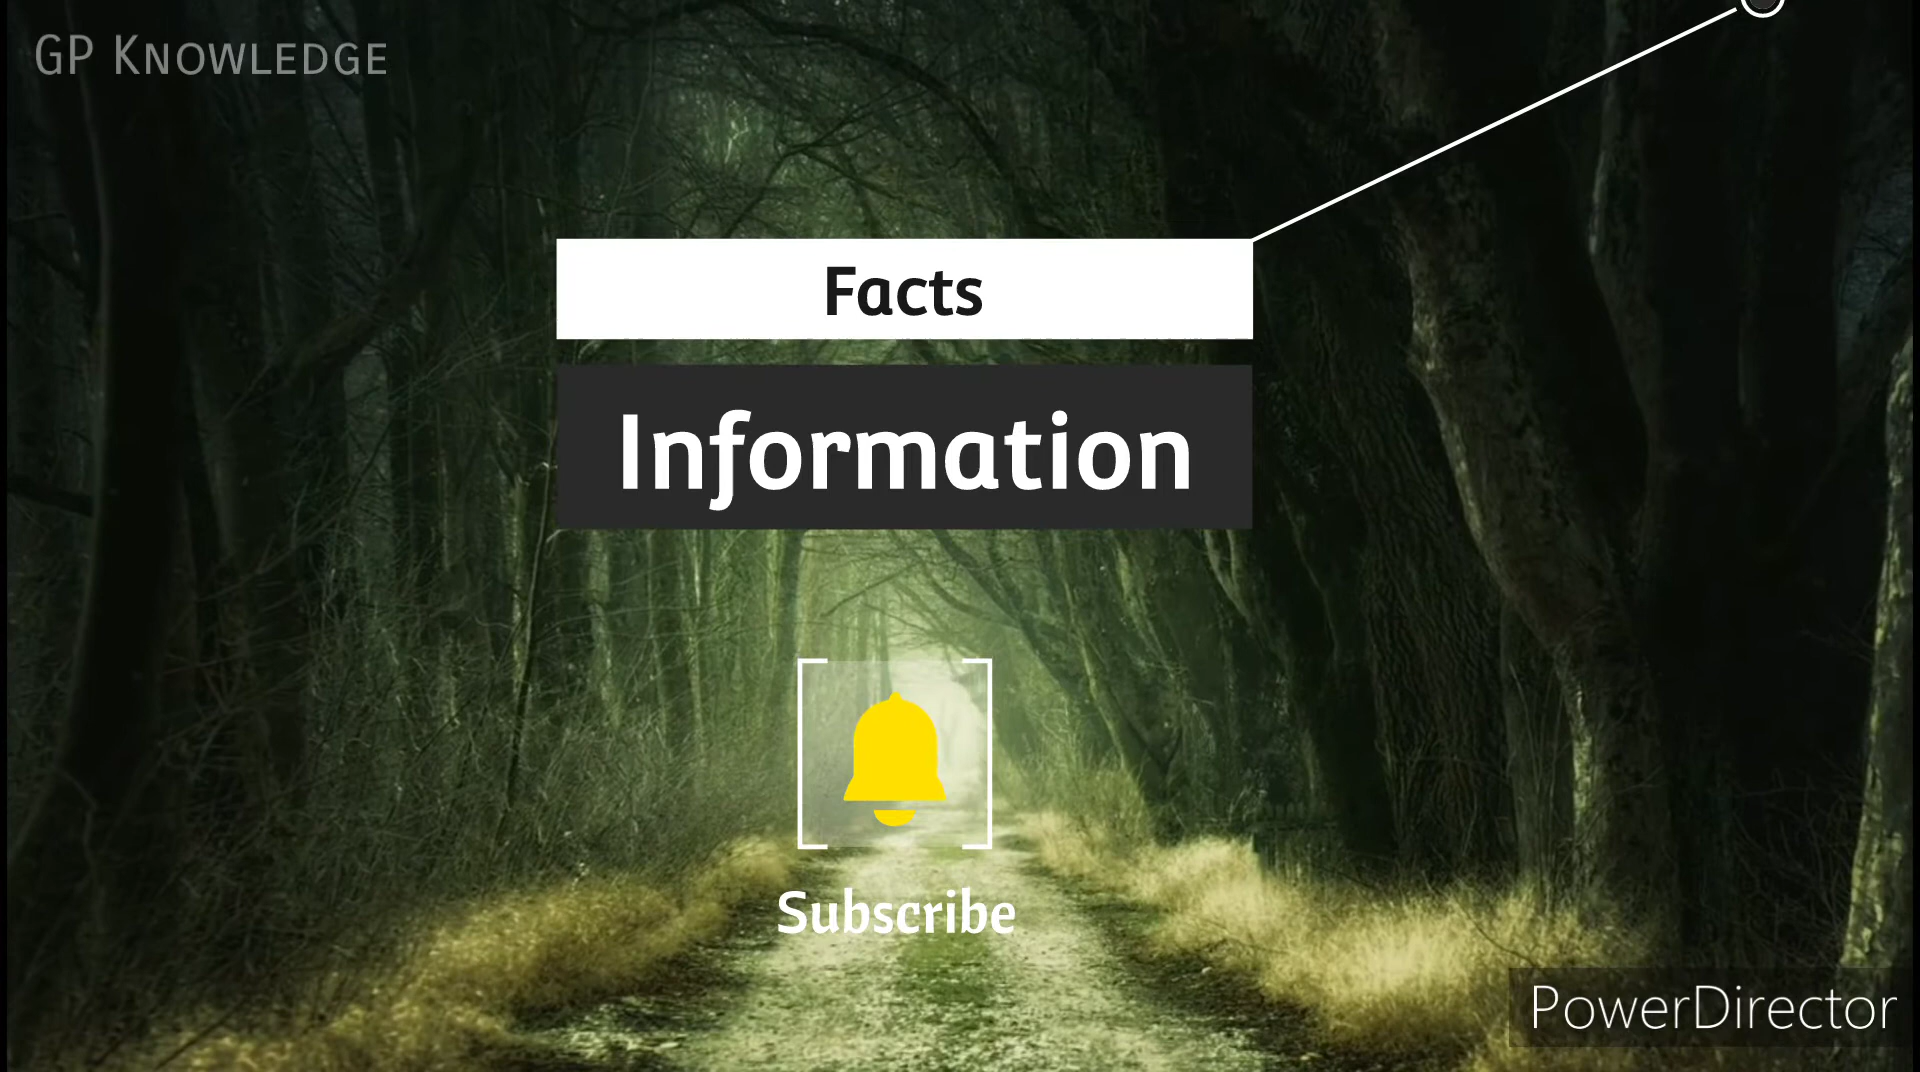 GP Knowledge
Facts
Information
Subscribe
PowerDirector